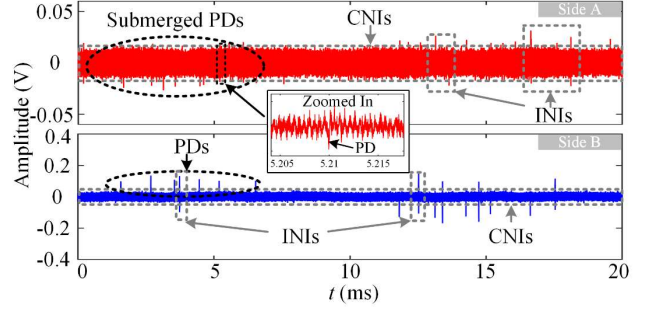 0.05
0
-0.05
Submerged PDs
CNIs
Side A
INIs
Zoomed In
PD
5.205
5.21
5.215
Amplitude (V)
0.4
0.2
0
-0.2
-0.4
PDs
Side B
INIs
CNIs
0
5
10
15
20
t (ms)